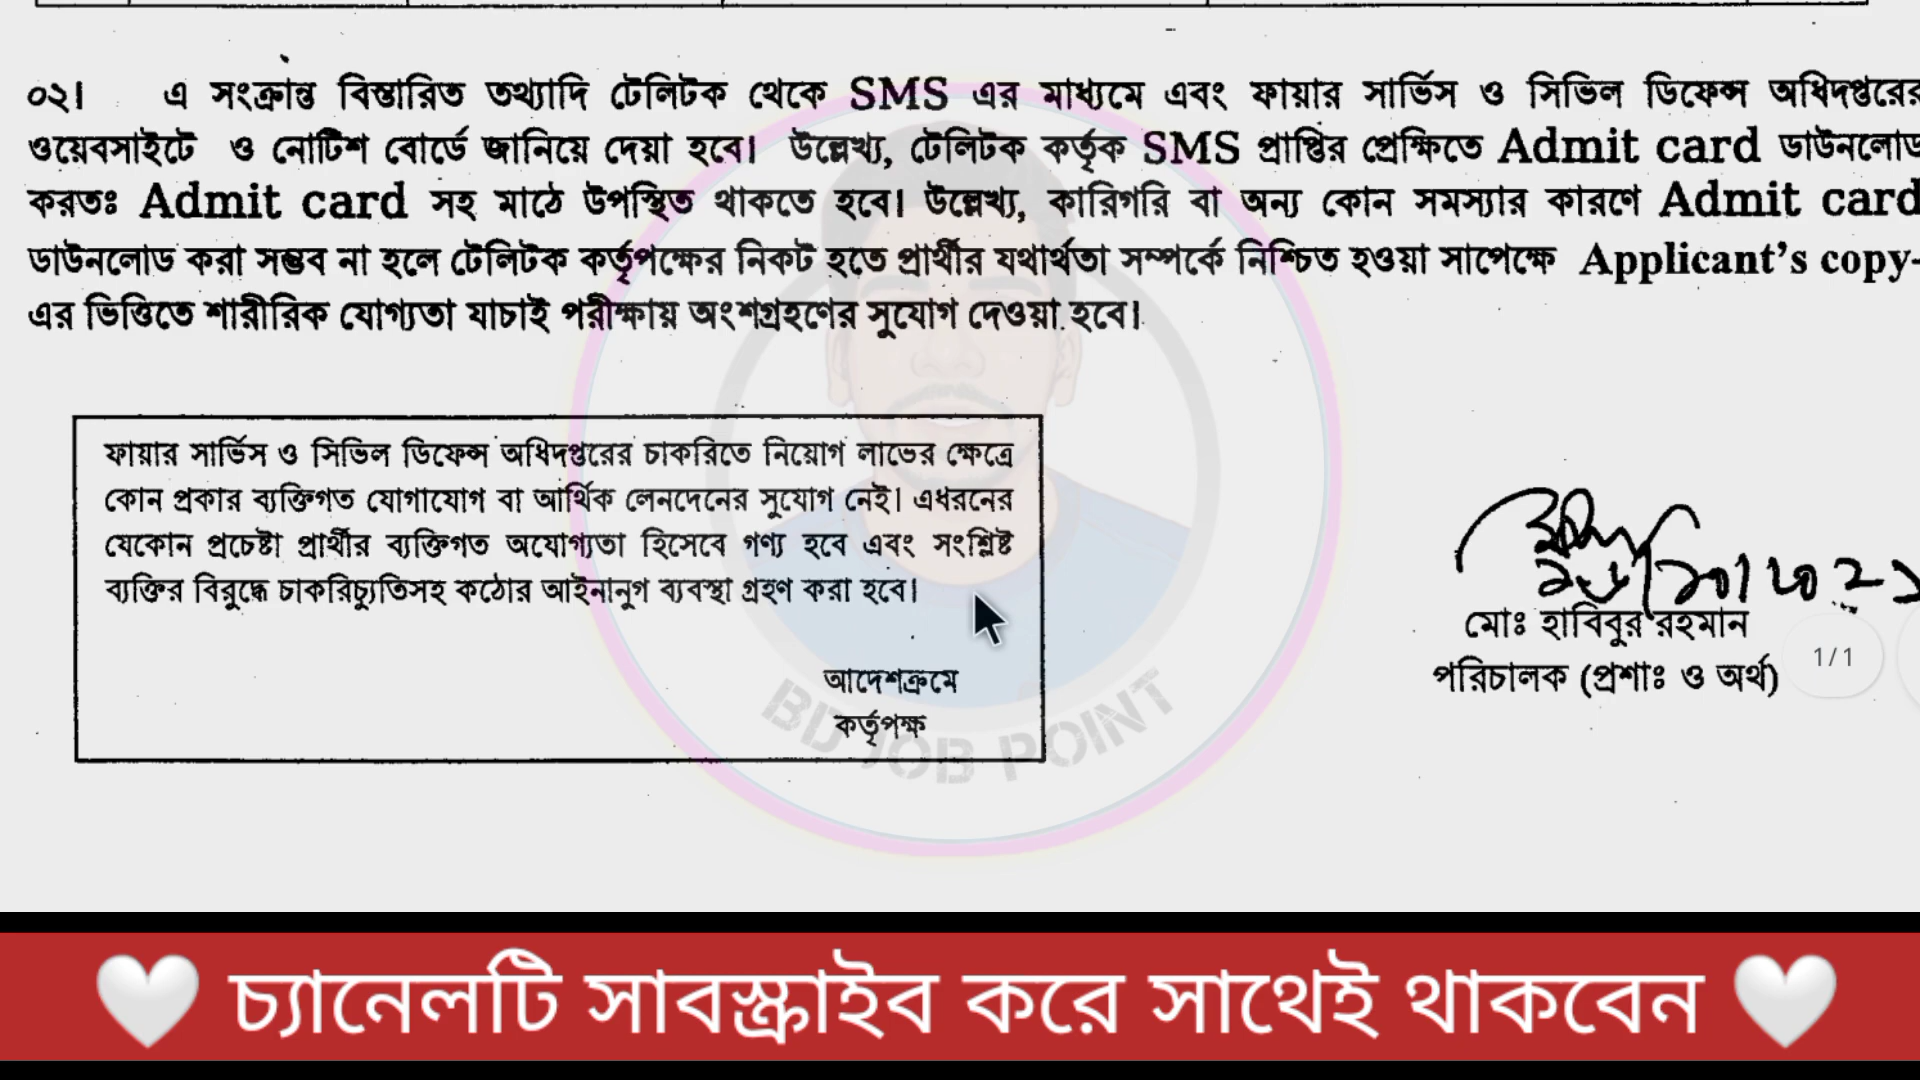 ০২। এ সংক্রান্ত বিস্তারিত তথ্যাদি টেলিটক থেকে SMS এর মাধ্যমে এবং ফায়ার সার্ভিস ও সিভিল ডিফেন্স অধিদপ্তরের
ওয়েবসাইটে ও নোটিশ বোর্ডে জানিয়ে দেয়া হবে। উল্লেখ্য, টেলিটক কর্তৃক SMS প্রাপ্তির প্রেক্ষিতে Admit card ডাউনলোড
করতঃ Admit card সহ মাঠে উপস্থিত থাকতে হবে। উল্লেখ্য, কারিগরি বা অন্য কোন সমস্যার কারণে Admit card
ডাউনলোড করা সম্ভব না হলে টেলিটক কর্তৃপক্ষের নিকট হতে প্রার্থীর যথার্থতা সম্পর্কে নিশ্চিত হওয়া সাপেক্ষে Applicant's copy-
এর ভিত্তিতে শারীরিক যোগ্যতা যাচাই পরীক্ষায় অংশগ্রহণের সুযোগ দেওয়া হবে।
ফায়ার সার্ভিস ও সিভিল ডিফেন্স অধিদপ্তরের চাকরিতে নিয়োগ লাভের ক্ষেত্রে
কোন প্রকার ব্যক্তিগত যোগাযোগ বা আর্থিক লেনদেনের সুযোগ নেই। এধরনের
যেকোন প্রচেষ্টা প্রার্থীর ব্যক্তিগত অযোগ্যতা হিসেবে গণ্য হবে এবং সংশ্লিষ্ট
ব্যক্তির বিরুদ্ধে চাকরিচ্যুতিসহ কঠোর আইনানুগ ব্যবস্থা গ্রহণ করা হবে।
আদেশক্রমে
কর্তৃপক্ষ
মোঃ হাবিবুর রহমান
পরিচালক (প্রশাঃ ও অর্থ)
1/1
BD JOB POINT
চ্যানেলটি সাবস্ক্রাইব করে সাথেই থাকবেন